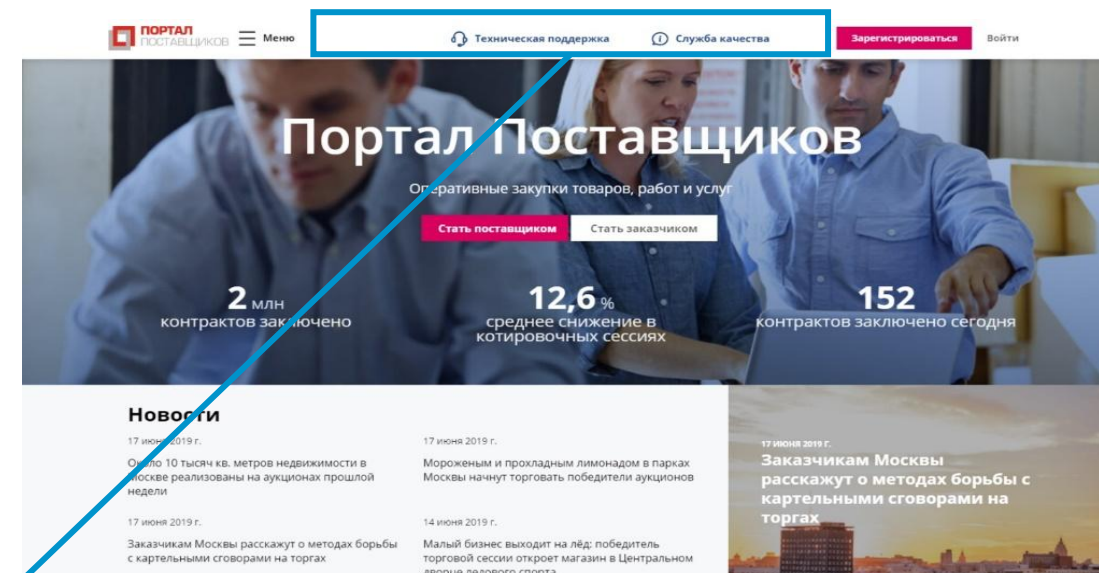 ПОРТАЛ
ПОСТАВЩИКОВ
Меню
Техническая поддержка
Служба качества
Зарегистрироваться
Войти
Портал Поставщиков
Оперативные закупки товаров, работ и услуг
Стать поставщиком
Стать заказчиком
2 млн
контрактов заключено
12,6 %
среднее снижение в
котировочных сессиях
152
контрактов заключено сегодня
Новости
17 июня 2019 г.
Около 10 тысяч кв. метров недвижимости в
Москве реализованы на аукционах прошлой
недели
17 июня 2019 г.
Мороженым и прохладным лимонадом в парках
Москвы начнут торговать победители аукционов
17 июня 2019 г.
Заказчикам Москвы расскажут о методах борьбы
с картельными сговорами на торгах
14 июня 2019 г.
Малый бизнес выходит на лёд: победитель
торговой сессии откроет магазин в Центральном
дворце ледового спорта
17 июня 2019 г.
Заказчикам Москвы
расскажут о методах борьбы с
картельными сговорами на
торгах